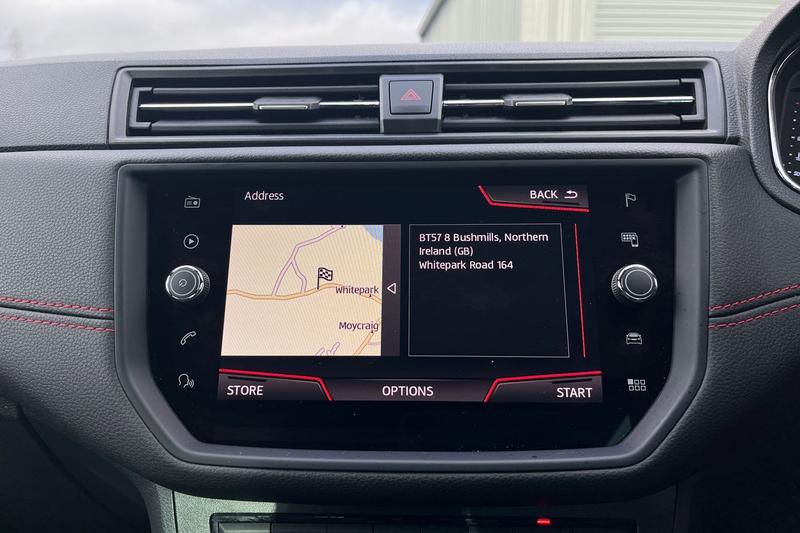 Address
BACK
BT57 8 Bushmills, Northern
Ireland (GB)
Whitepark Road 164
Whitepark
Moycraig
STORE
OPTIONS
START